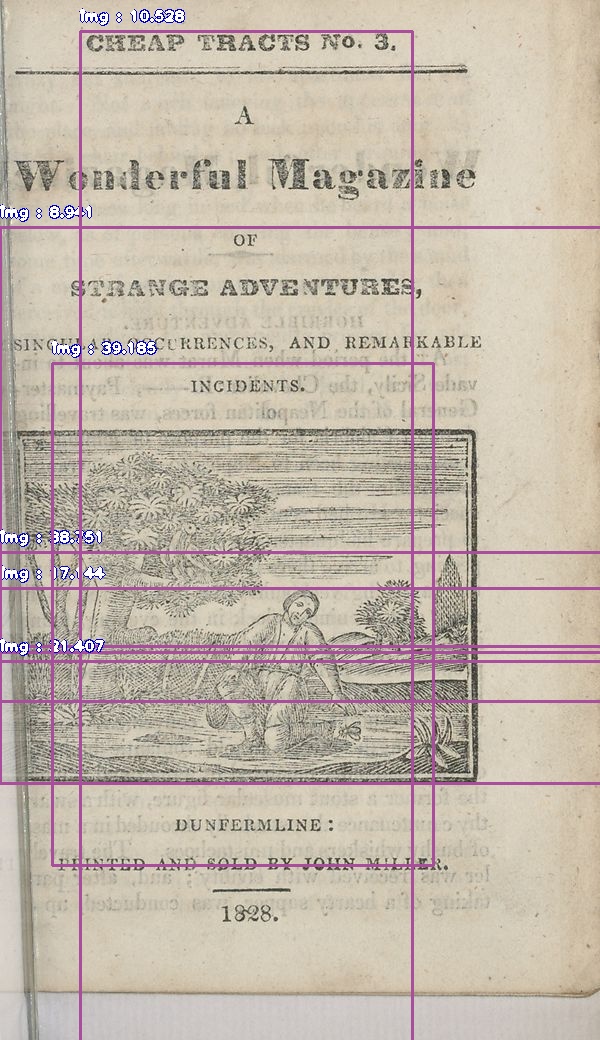 CHEAP TRACTS No. 3.
A
Wonderful Magazine
OF
STRANGE ADVENTURES,
SINGULAR OCCURRENCES, AND REMARKABLE
INCIDENTS.
DUNFERMLINE:
PRINTED AND SOLD BY JOHN MILLER.
1828.
Img : 10.528
Img : 8.941
Img : 39.185
Img : 38.351
Img : 17.144
Img : 21.407